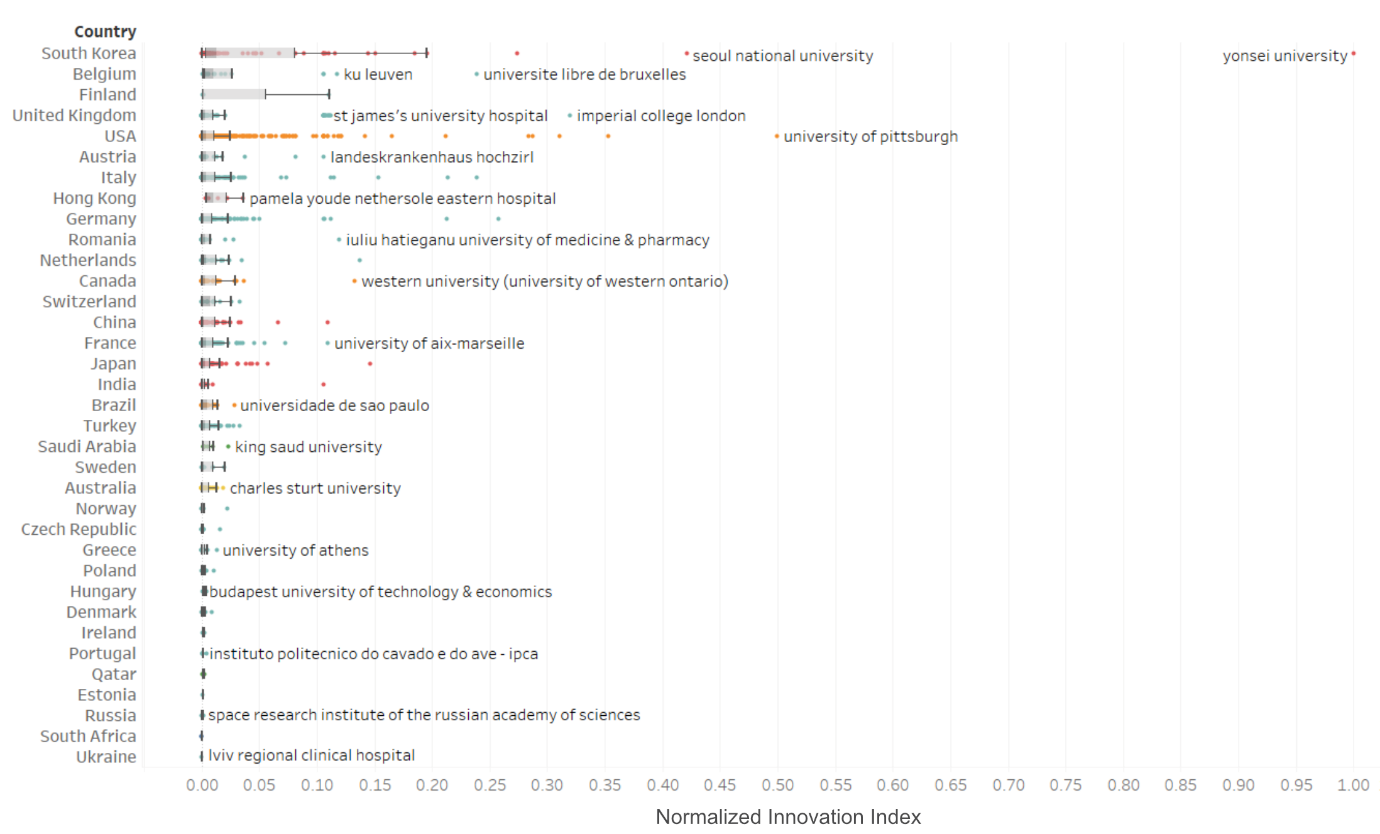 Country
South Korea seoul national university yonsei university
Belgium ku leuven universite libre de bruxelles
Finland
United Kingdom st james's university hospital imperial college london
USA university of pittsburgh
Austria landeskrankenhaus hochzirl
Italy
Hong Kong pamela youde nethersole eastern hospital
Germany
Romania iuliu hatieganu university of medicine & pharmacy
Netherlands
Canada western university (university of western ontario)
Switzerland
China
France university of aix-marseille
Japan
India
Brazil universidade de sao paulo
Turkey
Saudi Arabia king saud university
Sweden
Australia charles sturt university
Norway
Czech Republic
Greece university of athens
Poland
Hungary budapest university of technology & economics
Denmark
Ireland
Portugal instituto politecnico do cavado e do ave - ipca
Qatar
Estonia
Russia space research institute of the russian academy of sciences
South Africa
Ukraine lviv regional clinical hospital
0.00 0.05 0.10 0.15 0.20 0.25 0.30 0.35 0.40 0.45 0.50 0.55 0.60 0.65 0.70 0.75 0.80 0.85 0.90 0.95 1.00
Normalized Innovation Index